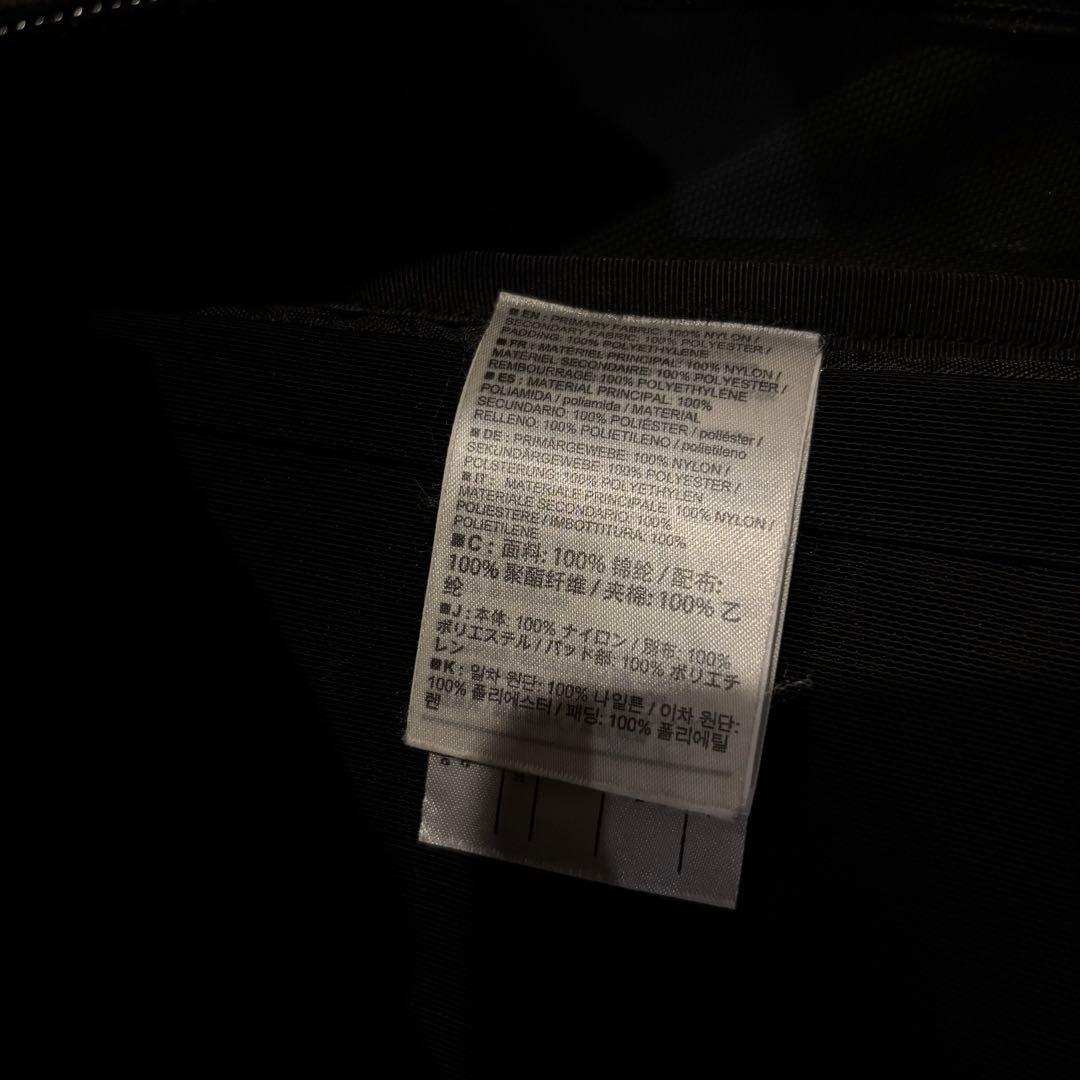 ■ EN : PRIMARY FABRIC: 100% NYLON /
SECONDARY FABRIC: 100% POLYESTER /
PADDING: 100% POLYETHYLENE
■ FR : MATÉRIEL PRINCIPAL: 100% NYLON /
MATÉRIEL SECONDAIRE: 100% POLYESTER /
REMBOURRAGE: 100% POLYETHYLÈNE
■ ES : MATERIAL PRINCIPAL: 100%
POLIAMIDA / poliamida / MATERIAL
SECUNDARIO: 100% POLIÉSTER / poliéster /
RELLENO: 100% POLIETILENO / polietileno
■ DE : PRIMÄRGEWEBE: 100% NYLON /
SEKUNDÄRGEWEBE: 100% POLYESTER /
POLSTERUNG: 100% POLYETHYLEN
■ IT : MATERIALE PRINCIPALE: 100% NYLON /
MATERIALE SECONDARIO: 100%
POLIESTERE / IMBOTTITURA: 100%
POLIETILENE
■ C : 面料: 100% 锦纶 / 配布:
100% 聚酯纤维 / 夹棉: 100% 乙
纶
■ J : 本体: 100% ナイロン / 別布: 100%
ポリエステル / パッド部: 100% ポリエチ
レン
■ K : 일차 원단: 100% 나일론 / 이차 원단:
100% 폴리에스터 / 패딩: 100% 폴리에틸
렌